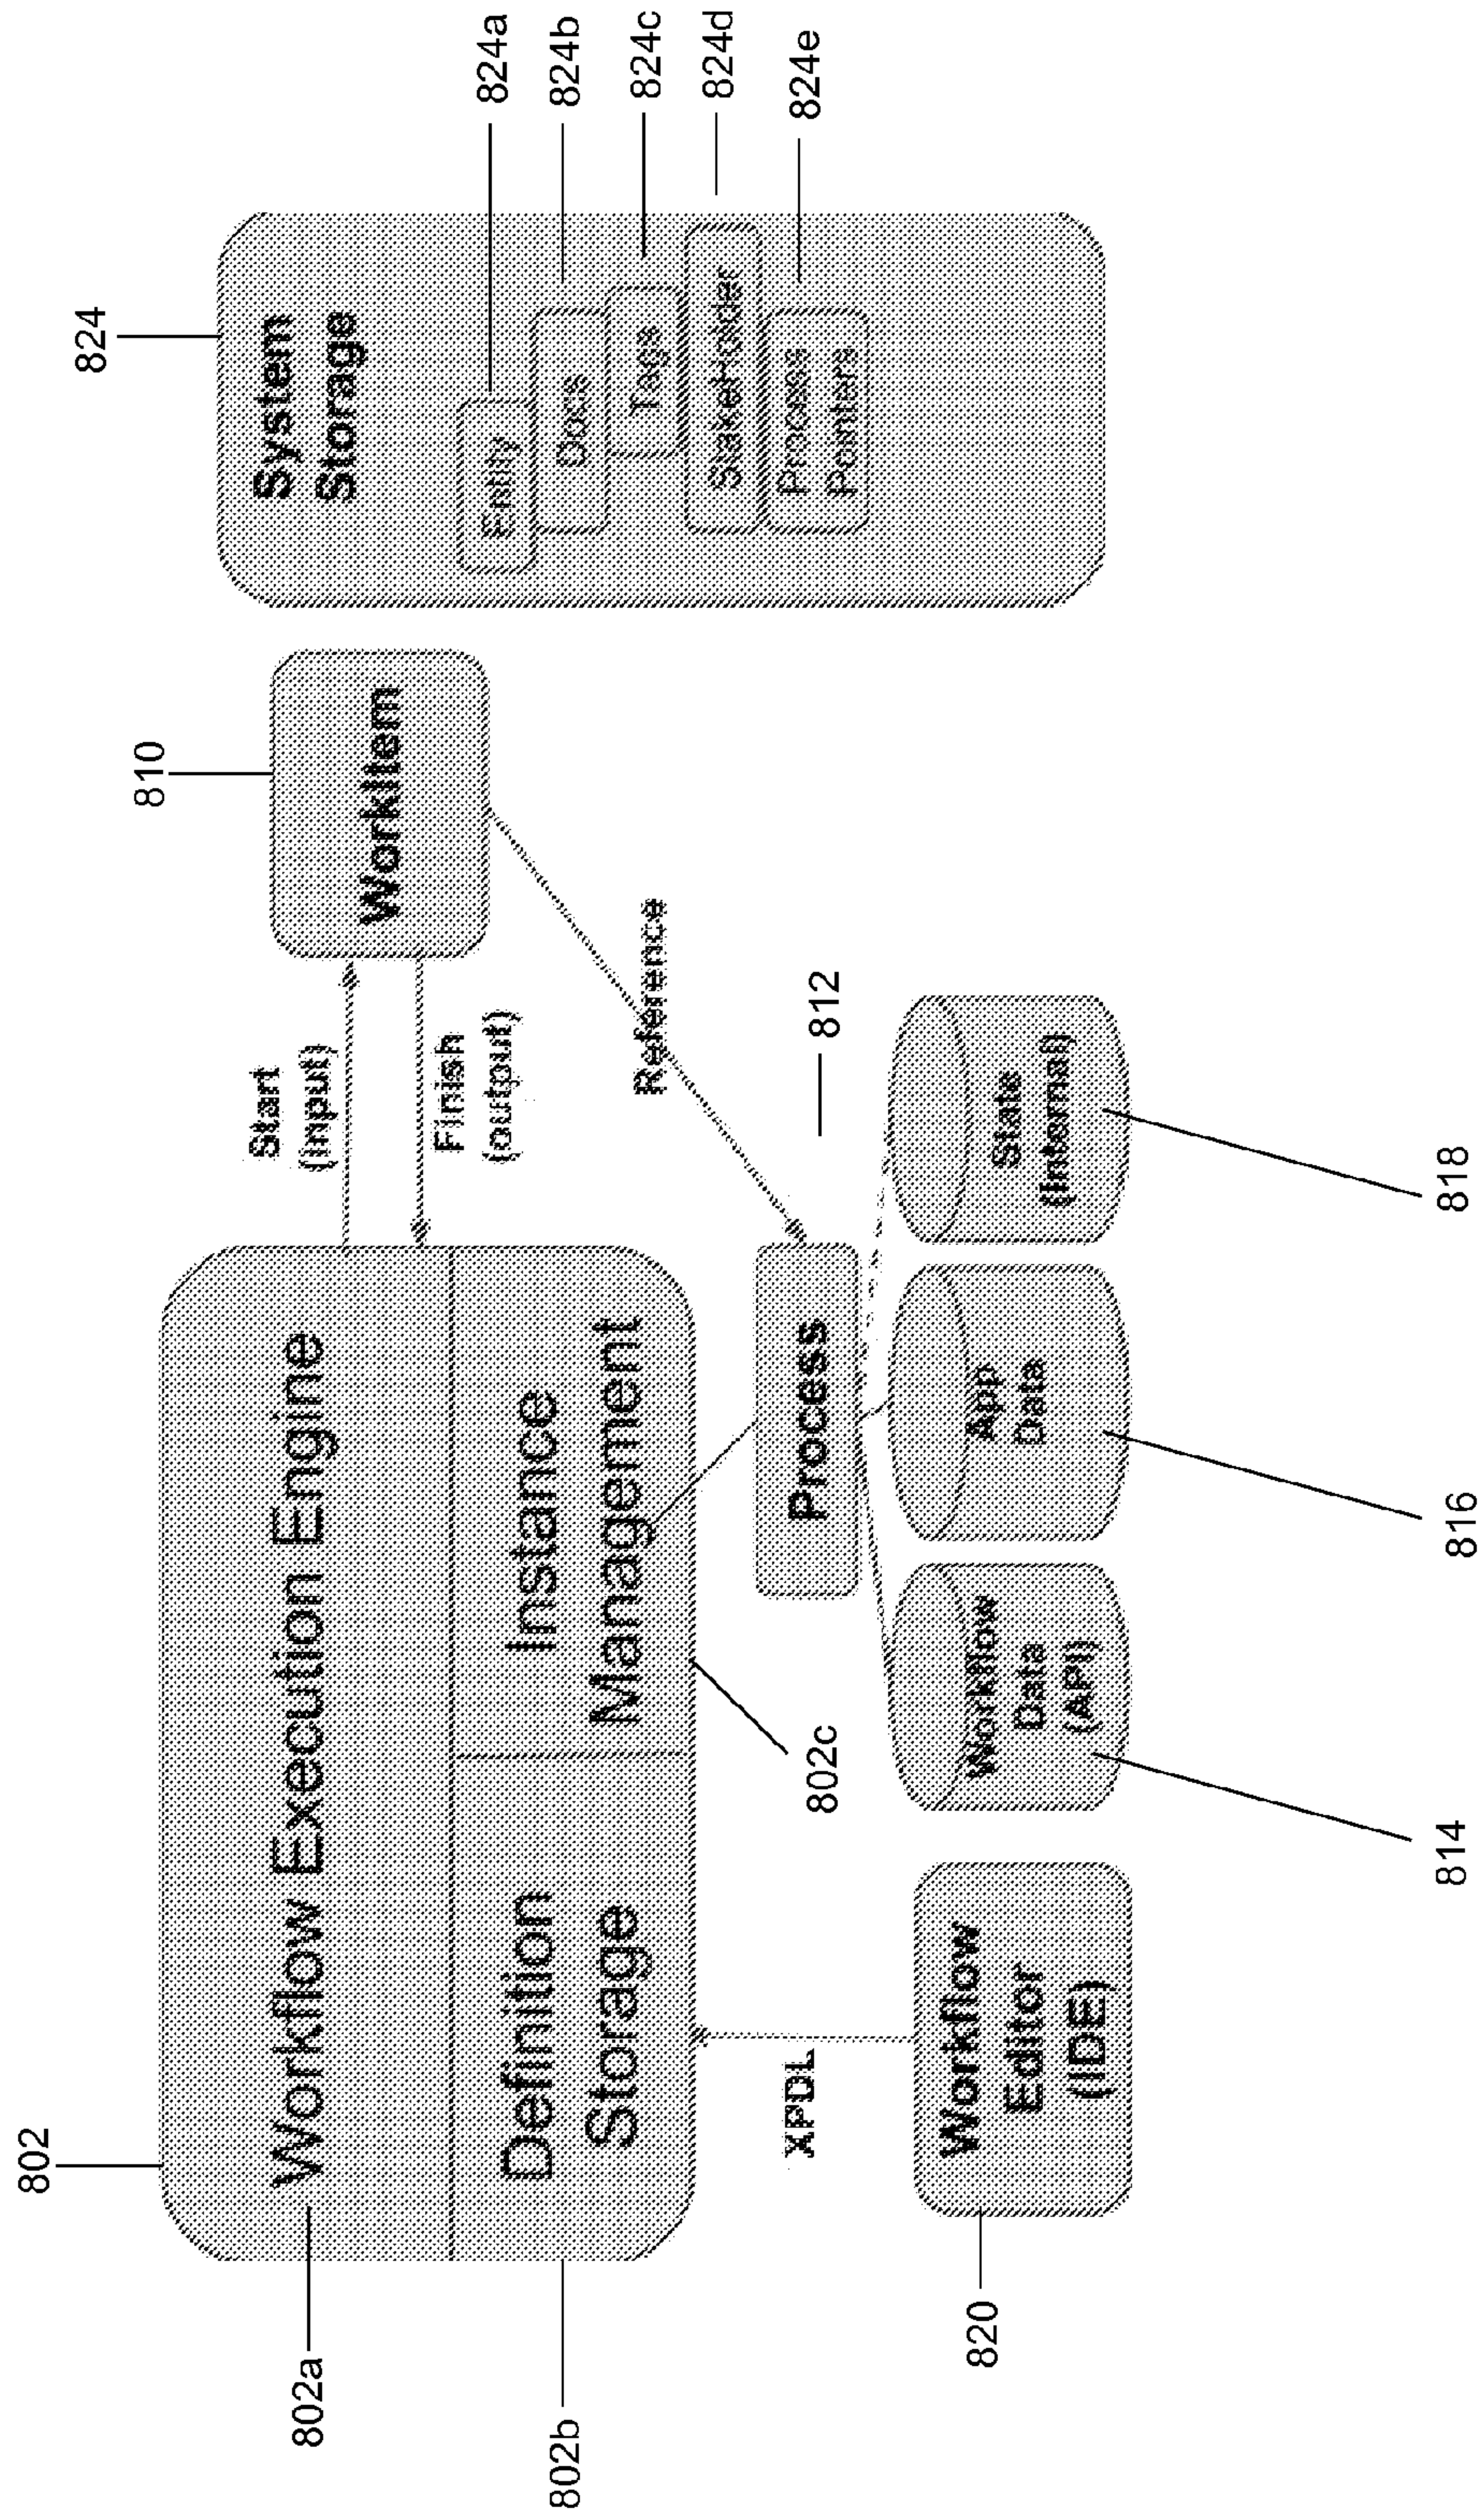 802
824
802a
Workflow Execution Engine
Start
(input)
810
WorkItem
System
Storage
824a
Entity
824b
802b
Definition
Storage
Instance
Management
Finish
(output)
Docs
824c
Tags
824d
StakeHolder
824e
Process
Pointers
Reference
802c
XPDL
Process
812
820
Workflow
Editor
(IDE)
Workflow
Data
(API)
App
Data
State
(Internal)
814
816
818